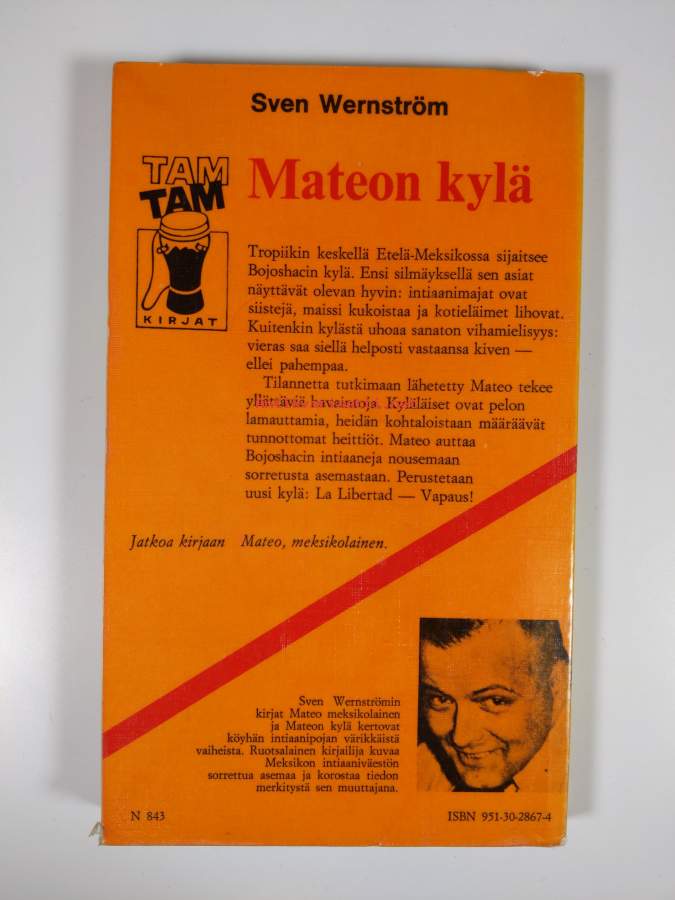 Sven Wernström
TAM
TAM
KIRJAT
Mateon kylä
Tropiikin keskellä Etelä-Meksikossa sijaitsee
Bojoshacin kylä. Ensi silmäyksellä sen asiat
näyttävät olevan hyvin: intiaanimajat ovat
siistejä, maissi kukoistaa ja kotieläimet lihovat.
Kuitenkin kylästä uhoaa sanaton vihamielisyys:
vieras saa siellä helposti vastaansa kiven —
ellei pahempaa.
Tilannetta tutkimaan lähetetty Mateo tekee
yllättäviä havaintoja. Kyläläiset ovat pelon
lamauttamia, heidän kohtaloistaan määräävät
tunnottomat heittiöt. Mateo auttaa
Bojoshacin intiaaneja nousemaan
sorretusta asemastaan. Perustetaan
uusi kylä: La Libertad — Vapaus!
Jatkoa kirjaan Mateo, meksikolainen.
Sven Wernströmin
kirjat Mateo meksikolainen
ja Mateon kylä kertovat
köyhän intiaanipojan värikkäistä
vaiheista. Ruotsalainen kirjailija kuvaa
Meksikon intiaaniväestön
sorrettua asemaa ja korostaa tiedon
merkitystä sen muuttajana.
N 843
ISBN 951-30-2867-4